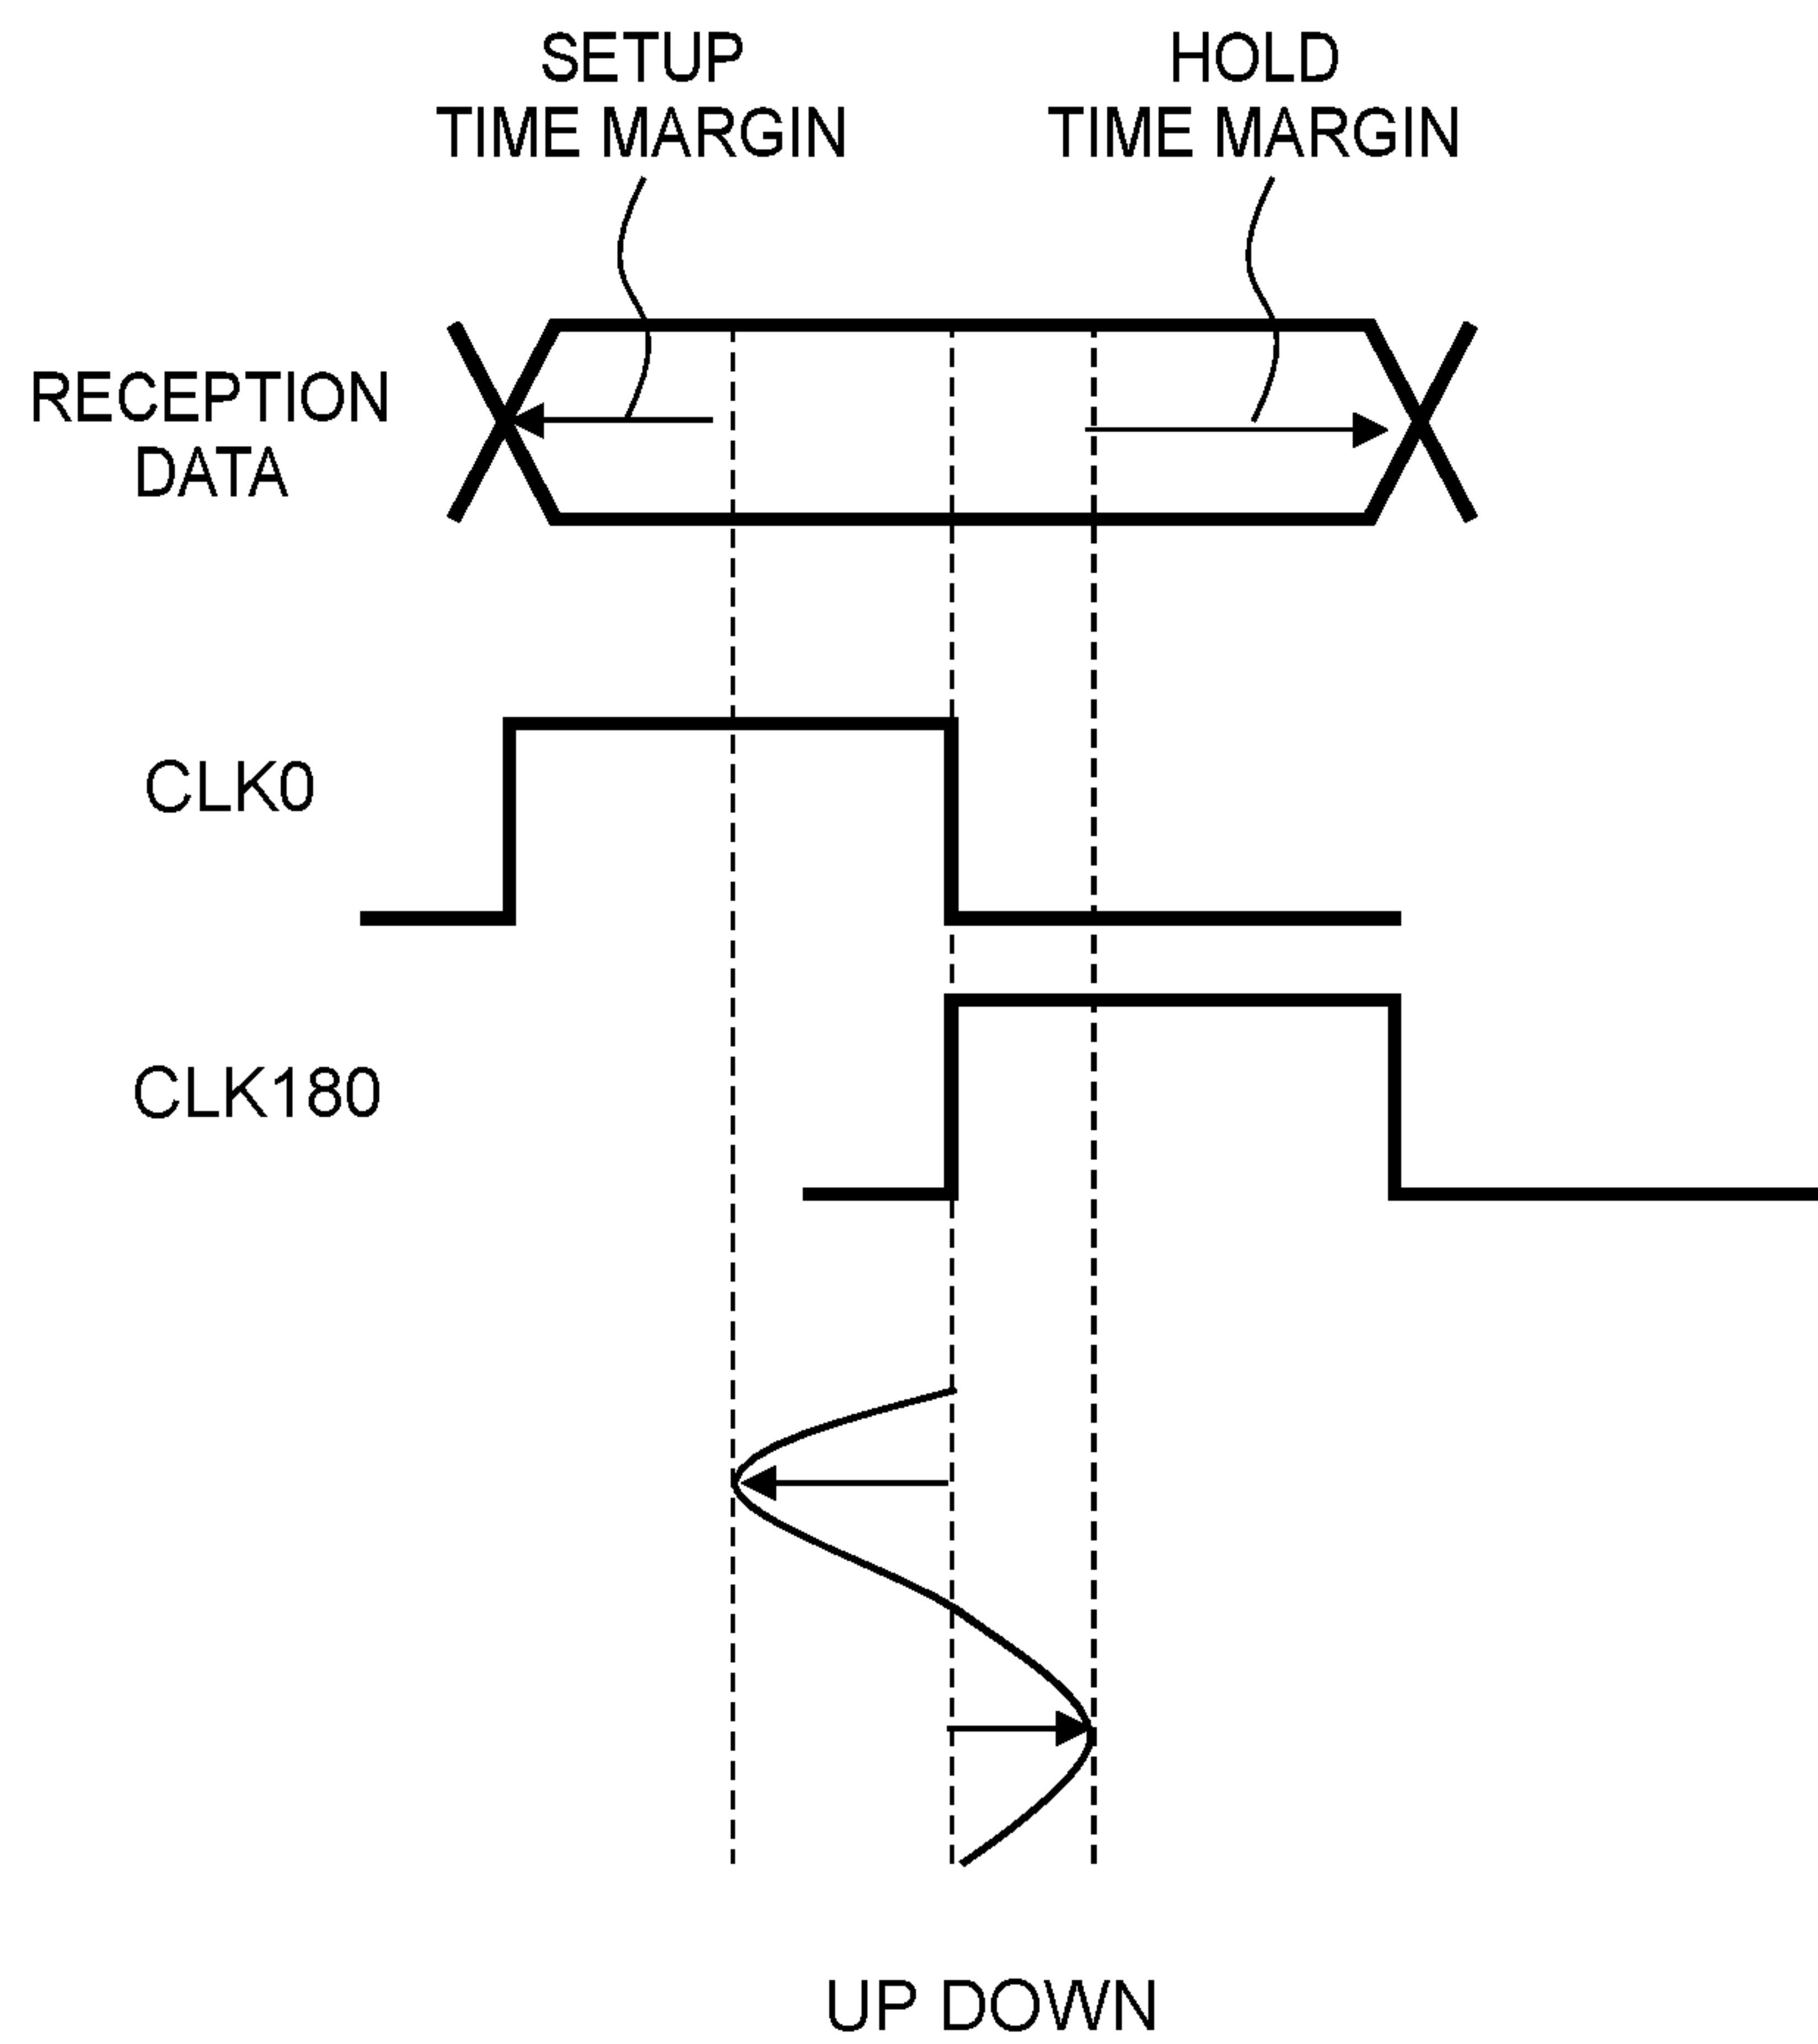 SETUP
TIME MARGIN
HOLD
TIME MARGIN
RECEPTION
DATA
CLK0
CLK180
UP DOWN